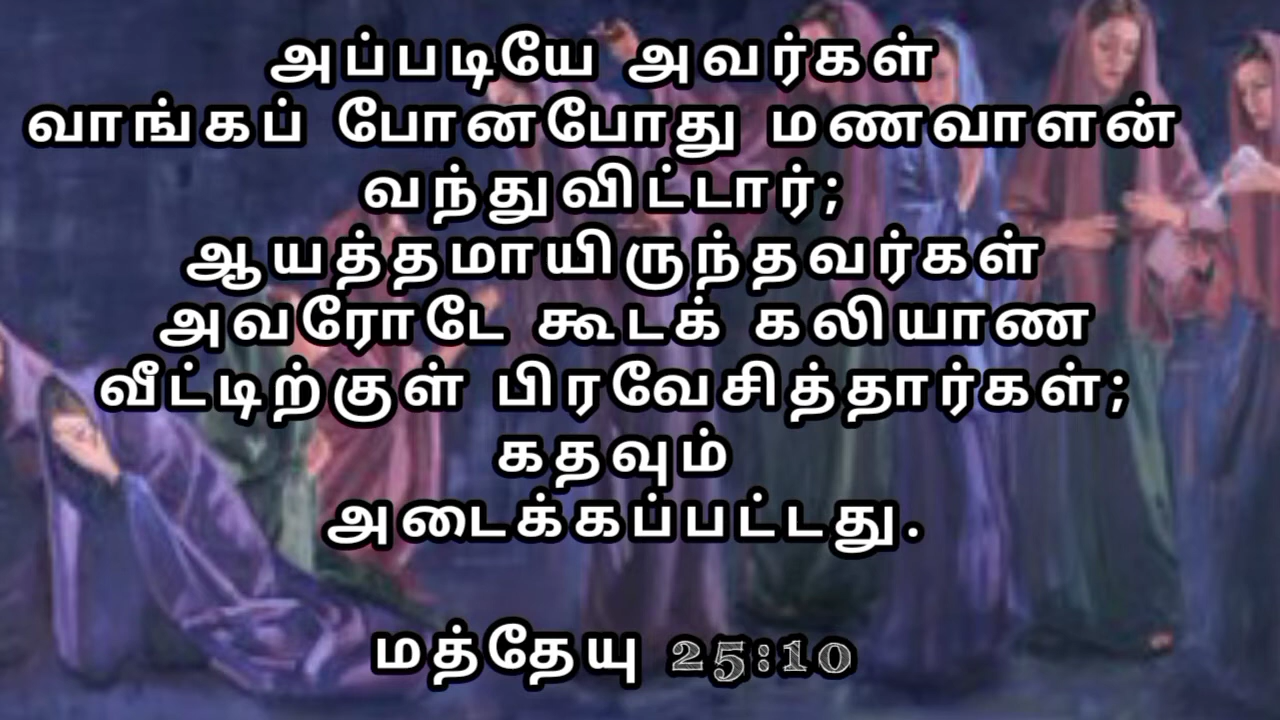 அப்படியே அவர்கள்
வாங்கப் போனபோது மணவாளன்
வந்துவிட்டார்;
ஆயத்தமாயிருந்தவர்கள்
அவரோடே கூடக் கலியாண
வீட்டிற்குள் பிரவேசித்தார்கள்;
கதவும்
அடைக்கப்பட்டது.
மத்தேயு 25:10